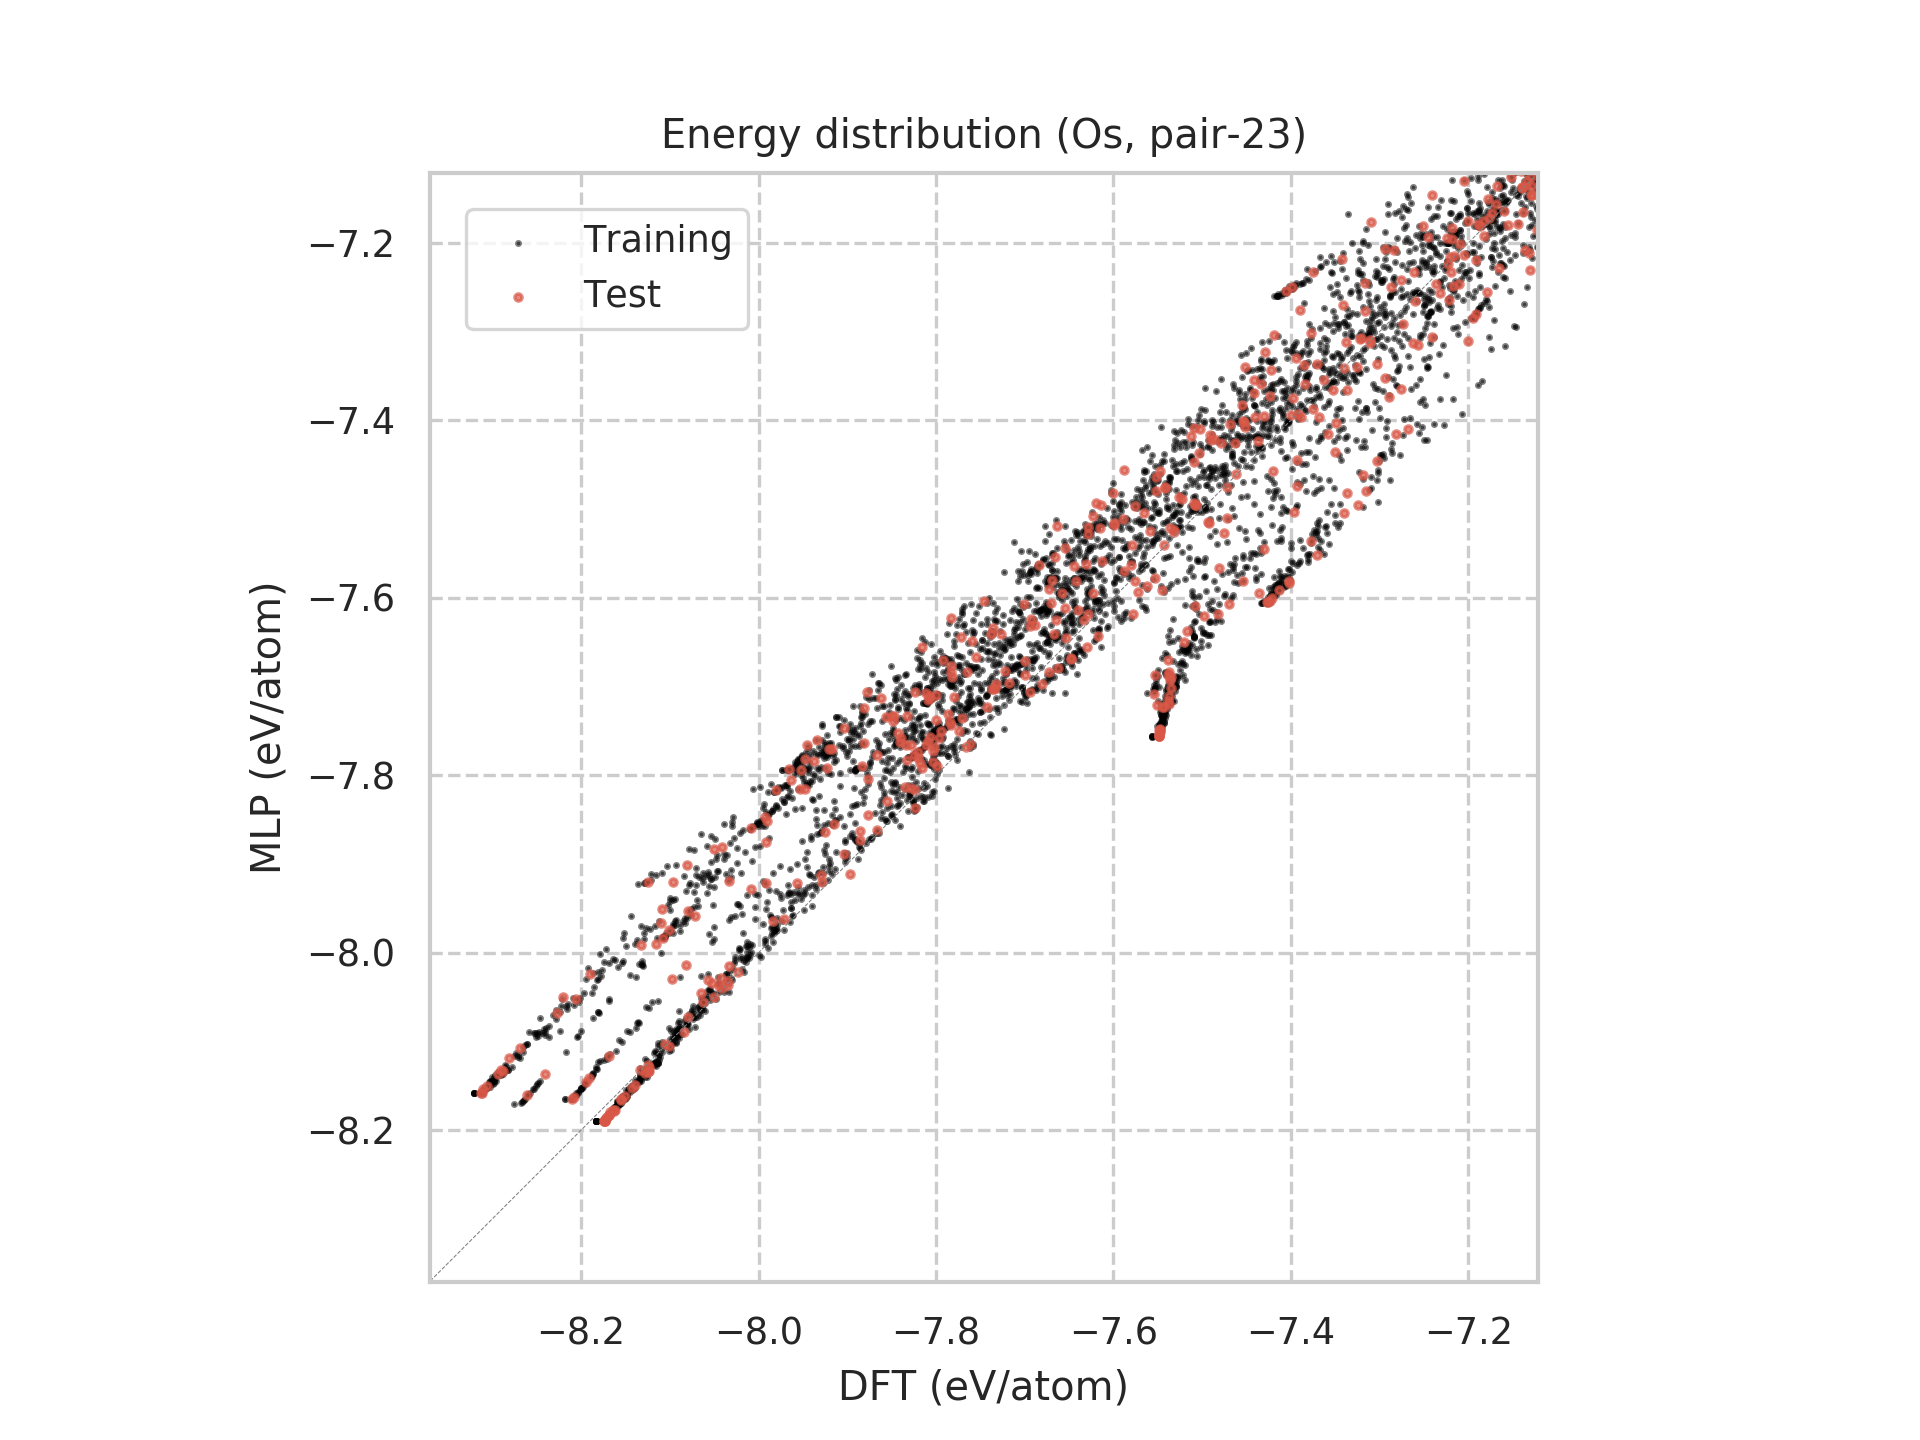 Energy distribution (Os, pair-23)
Training
Test
MLP (eV/atom)
−7.2
−7.4
−7.6
−7.8
−8.0
−8.2
−8.2 −8.0 −7.8 −7.6 −7.4 −7.2
DFT (eV/atom)